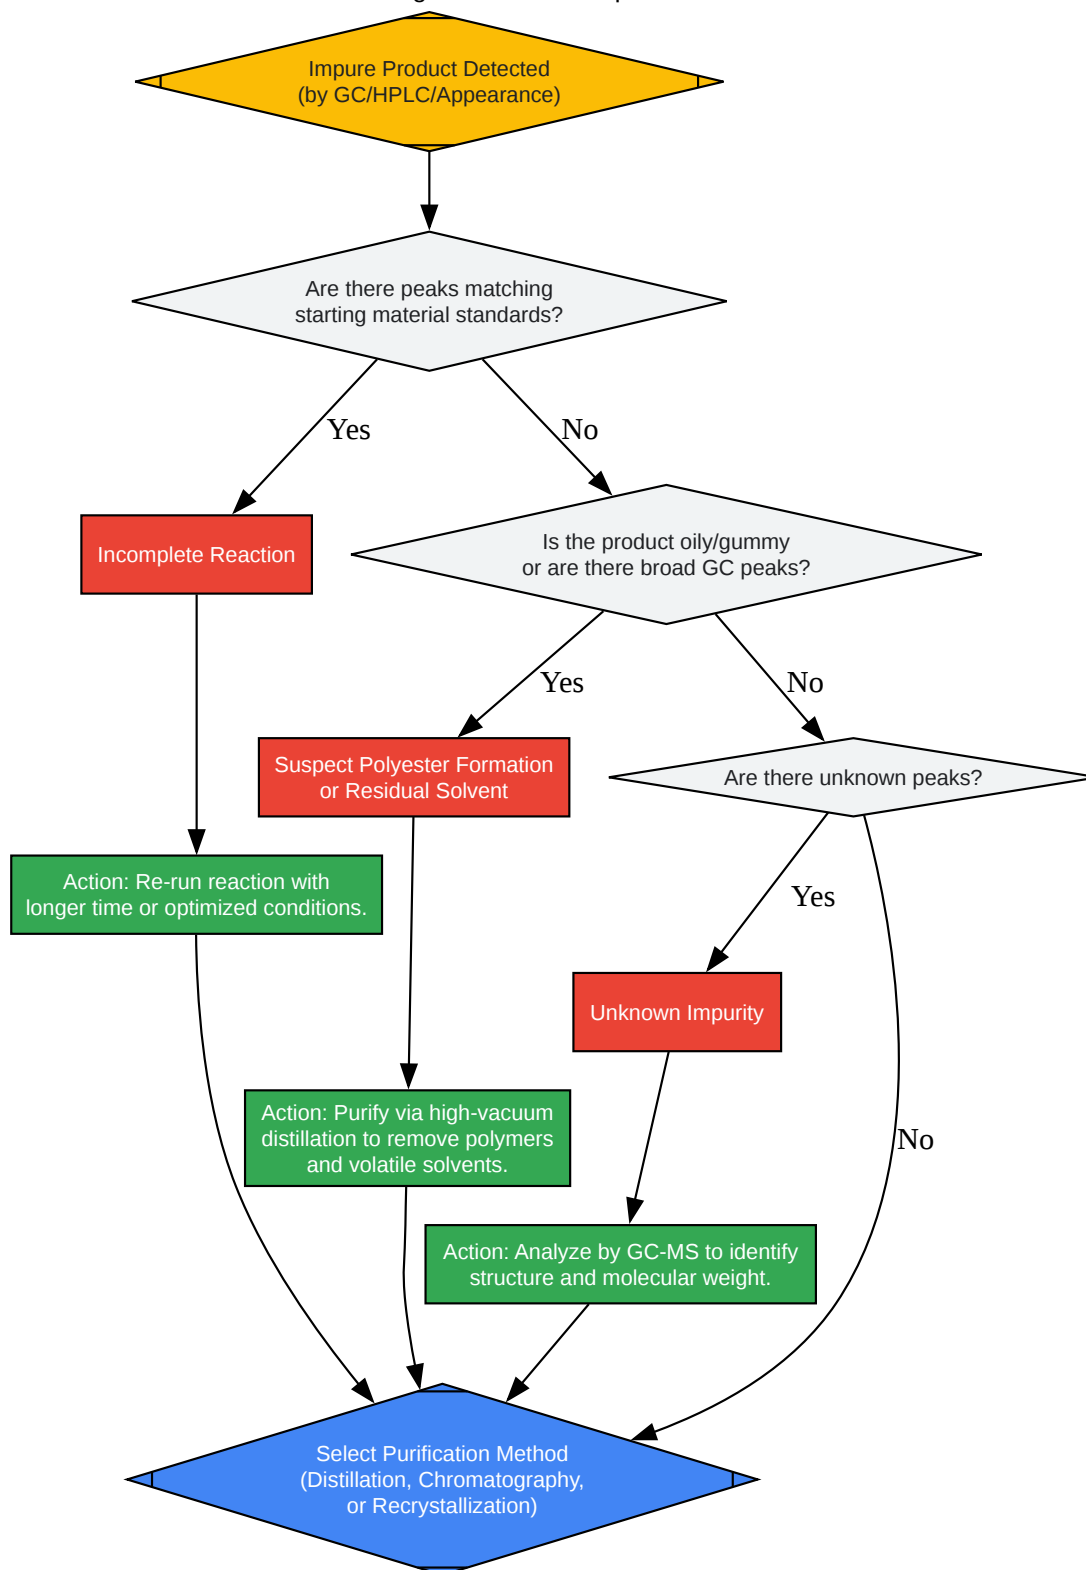 Impure Product Detected
(by GC/HPLC/Appearance)
Are there peaks matching
starting material standards?
Yes
No
Incomplete Reaction
Is the product oily/gummy
or are there broad GC peaks?
Yes
No
Suspect Polyester Formation
or Residual Solvent
Are there unknown peaks?
Action: Re-run reaction with
longer time or optimized conditions.
Yes
Unknown Impurity
Action: Purify via high-vacuum
distillation to remove polymers
and volatile solvents.
No
Action: Analyze by GC-MS to identify
structure and molecular weight.
Select Purification Method
(Distillation, Chromatography,
or Recrystallization)